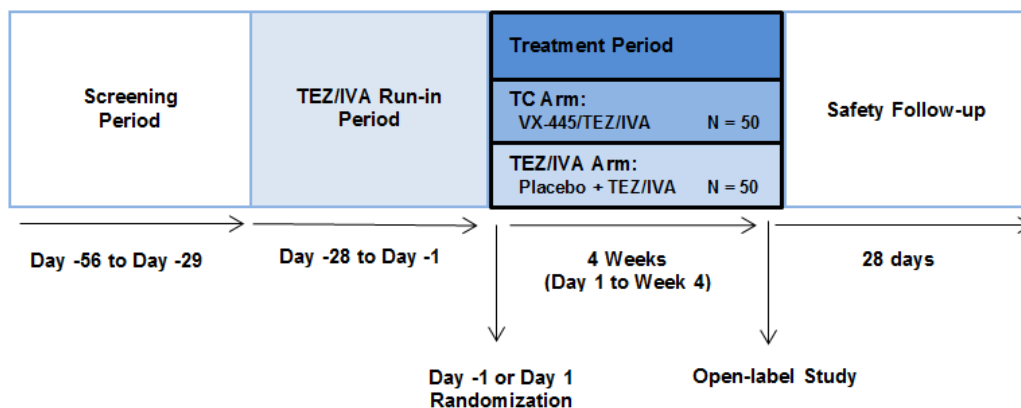 Screening
Period
TEZ/IVA Run-in
Period
Treatment Period
TC Arm:
VX-445/TEZ/IVA N = 50
TEZ/IVA Arm:
Placebo + TEZ/IVA N = 50
Safety Follow-up
Day -56 to Day -29
Day -28 to Day -1
4 Weeks
(Day 1 to Week 4)
28 days
Day -1 or Day 1
Randomization
Open-label Study